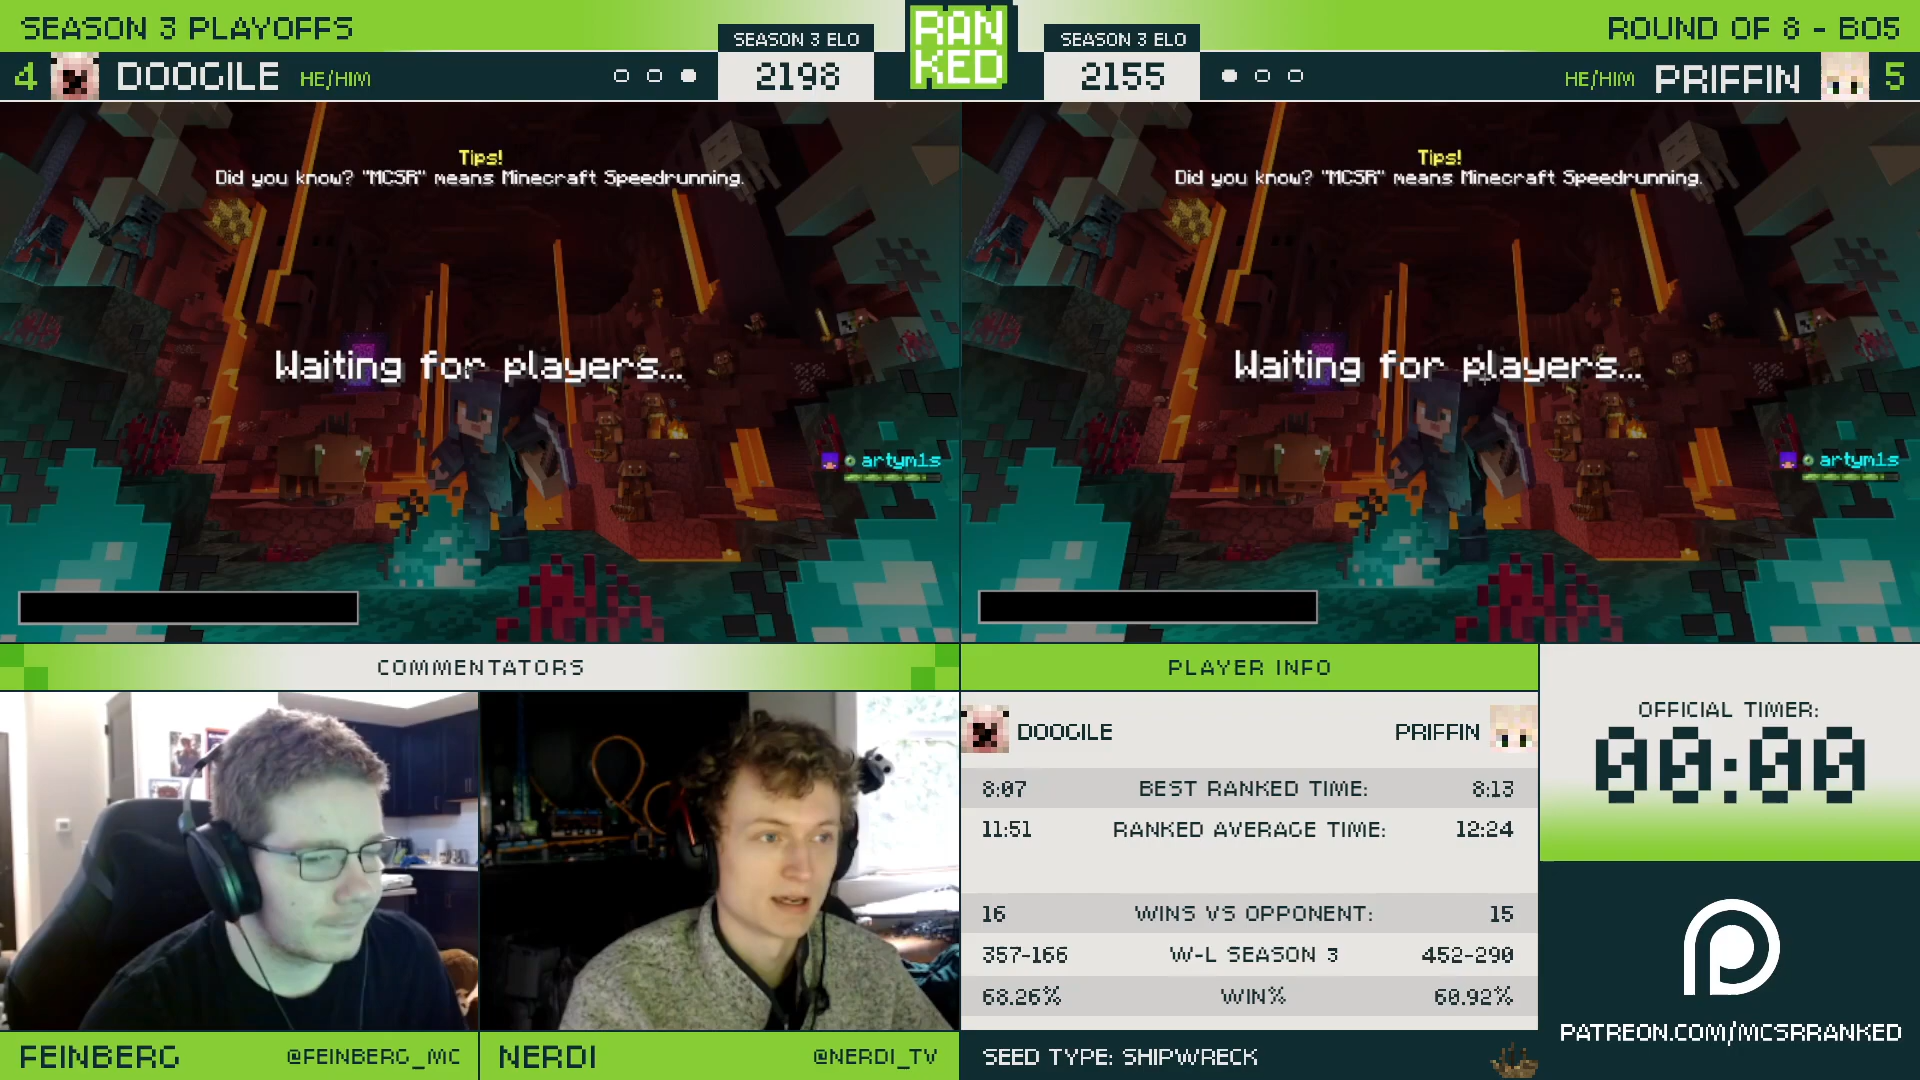 SEASON 3 PLAYOFFS
ROUND OF 8 - BO5
4 DOOGILE HE/HIM
SEASON 3 ELO
2198
RAN
KED
SEASON 3 ELO
2155
HE/HIM PRIFFIN 5
Tips!
Did you know? "MCSR" means Minecraft Speedrunning.
Waiting for players...
artym1s
Tips!
Did you know? "MCSR" means Minecraft Speedrunning.
Waiting for players...
artym1s
COMMENTATORS
FEINBERG @FEINBERG_MC
NERDI @NERDI_TV
PLAYER INFO
DOOGILE PRIFFIN
8:07 BEST RANKED TIME: 8:13
11:51 RANKED AVERAGE TIME: 12:24
16 WINS VS OPPONENT: 15
357-166 W-L SEASON 3 452-290
68.26% WIN% 60.92%
SEED TYPE: SHIPWRECK
OFFICIAL TIMER:
00:00
PATREON.COM/MCSRRANKED